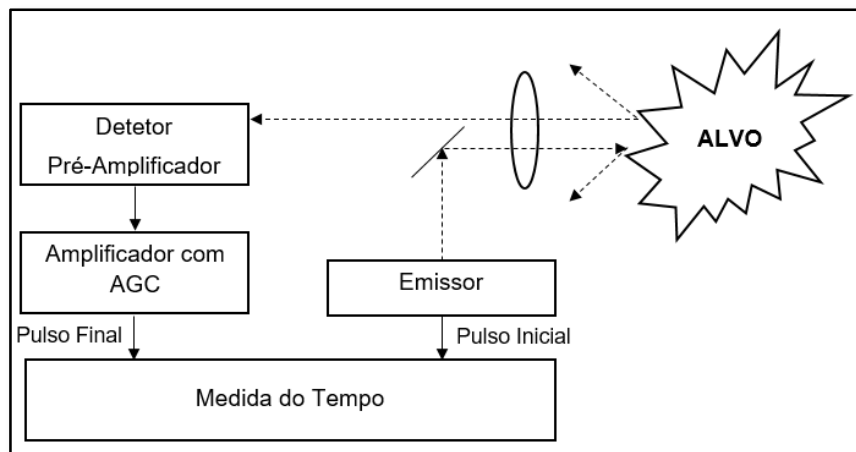 Detetor
Pré-Amplificador
ALVO
Amplificador com
AGC
Emissor
Pulso Final
Pulso Inicial
Medida do Tempo